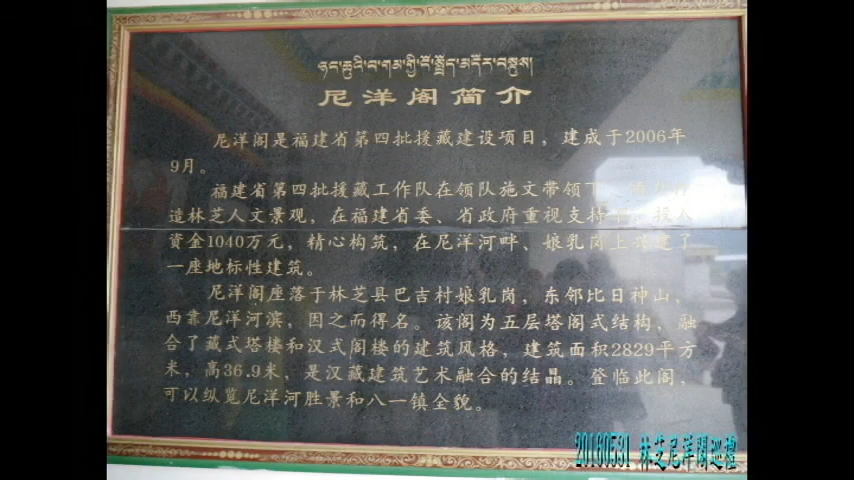 ཉང་ཆུའི་བ་གམ་གྱི་ངོ་སྤྲོད་མདོར་བསྡུས།
尼洋阁简介
尼洋阁是福建省第四批援藏建设项目，建成于2006年
9月。
福建省第四批援藏工作队在领队施文带领下，
造林芝人文景观，在福建省委、省政府重视支持
资金1040万元，精心构筑，在尼洋河畔、娘乳岗上建了
一座地标性建筑。
尼洋阁座落于林芝县巴吉村娘乳岗，东邻比日神山，
西靠尼洋河滨，因之而得名。该阁为五层塔阁式结构，融
合了藏式塔楼和汉式阁楼的建筑风格，建筑面积2829平方
米，高36.9米，是汉藏建筑艺术融合的结晶。登临此阁，
可以纵览尼洋河胜景和八一镇全貌。
20160531 林芝尼洋閣巡禮